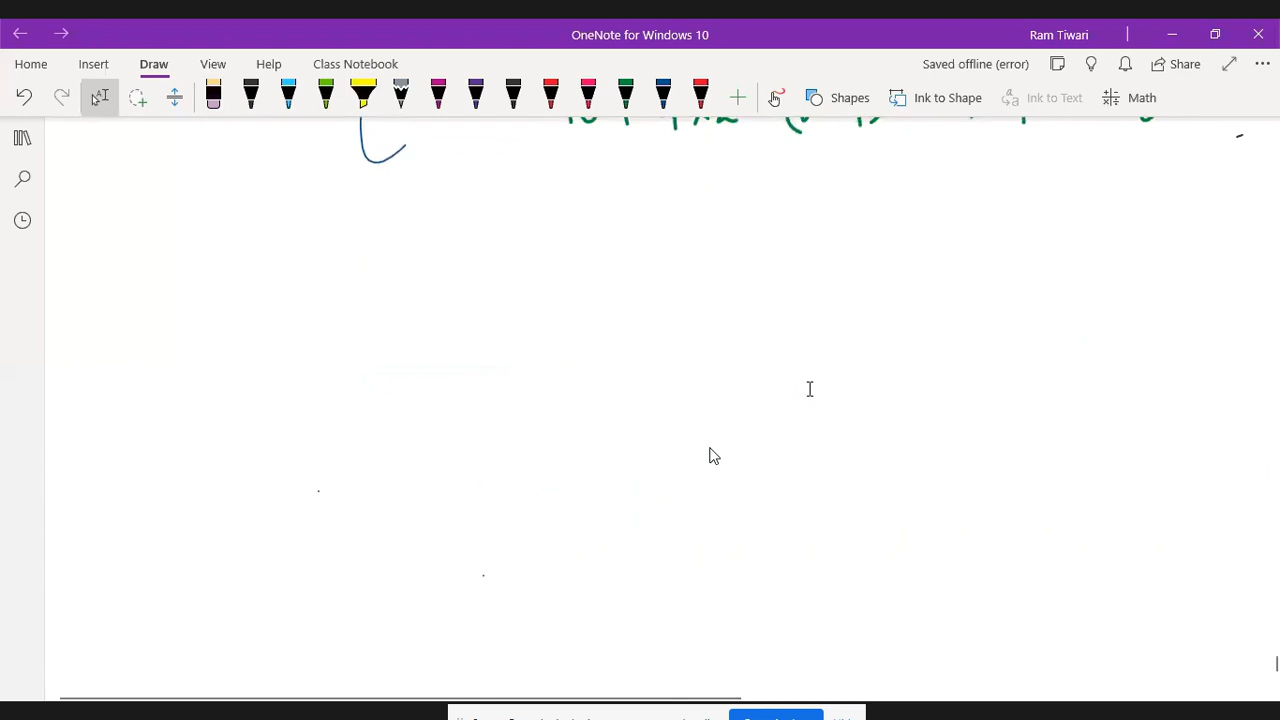 OneNote for Windows 10
Ram Tiwari
Home Insert Draw View Help Class Notebook
Saved offline (error) Share
Shapes Ink to Shape Ink to Text Math